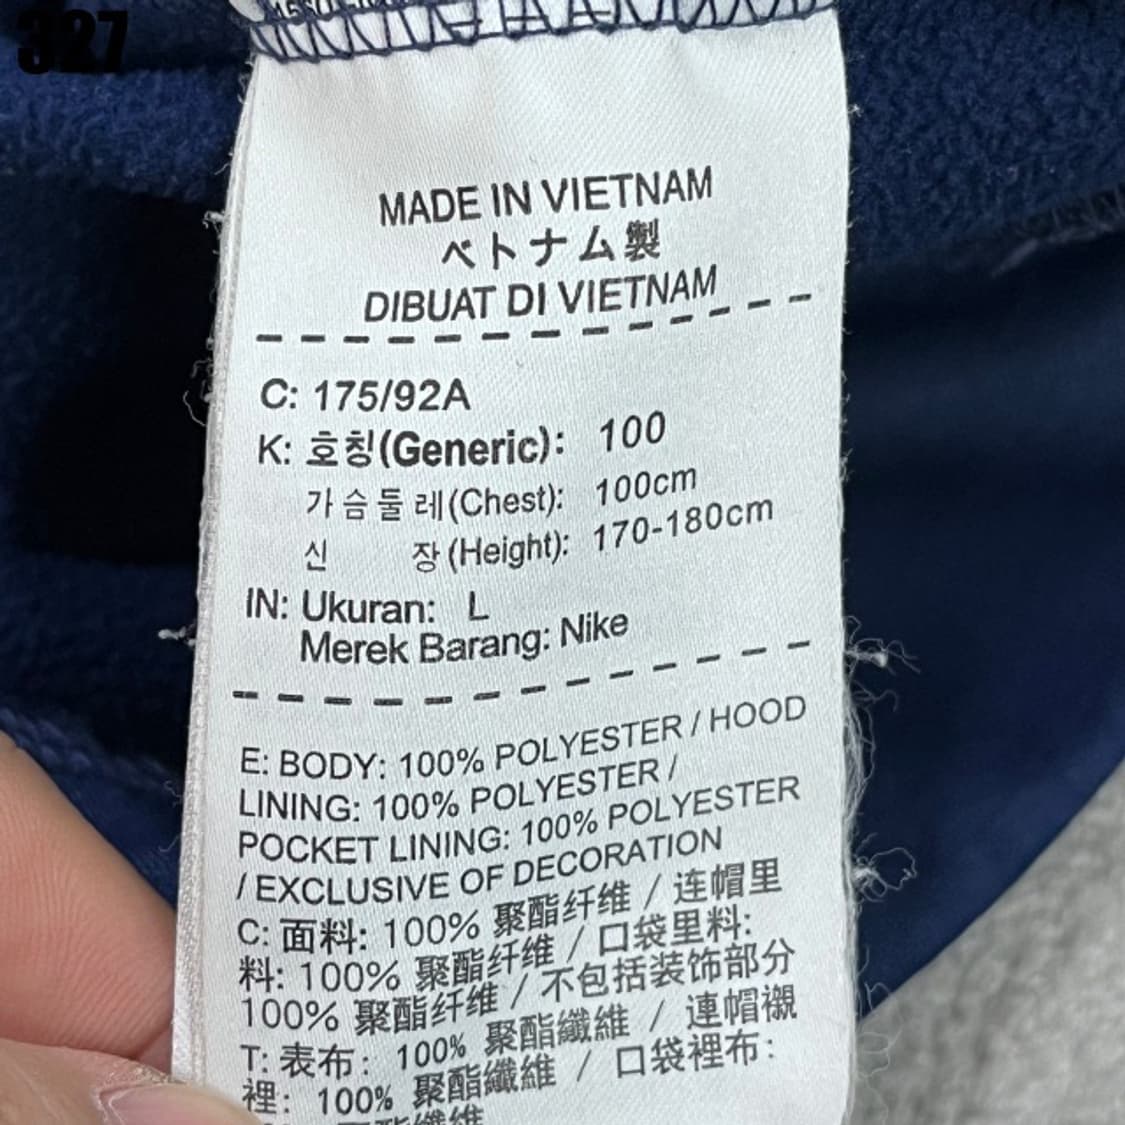 327
MADE IN VIETNAM
ベトナム製
DIBUAT DI VIETNAM
C: 175/92A
K: 호칭(Generic): 100
가슴둘레(Chest): 100cm
신 장(Height): 170-180cm
IN: Ukuran: L
Merek Barang: Nike
E: BODY: 100% POLYESTER / HOOD
LINING: 100% POLYESTER /
POCKET LINING: 100% POLYESTER
/ EXCLUSIVE OF DECORATION
C: 面料: 100% 聚酯纤维 / 连帽里
料: 100% 聚酯纤维 / 口袋里料:
100% 聚酯纤维 / 不包括装饰部分
T: 表布: 100% 聚酯纖維 / 連帽襯
裡: 100% 聚酯纖維 / 口袋裡布:
聚酯纖維